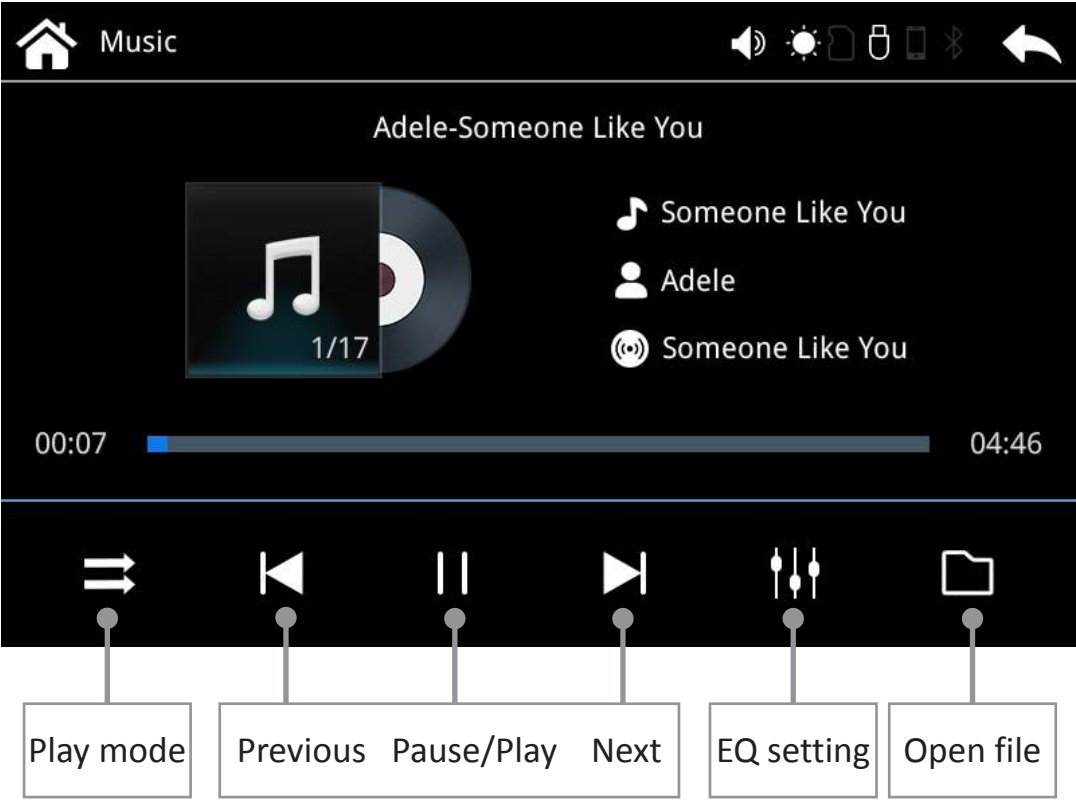 Music
Adele-Someone Like You
Someone Like You
Adele
1/17
Someone Like You
00:07
04:46
Play mode
Previous Pause/Play Next
EQ setting
Open file